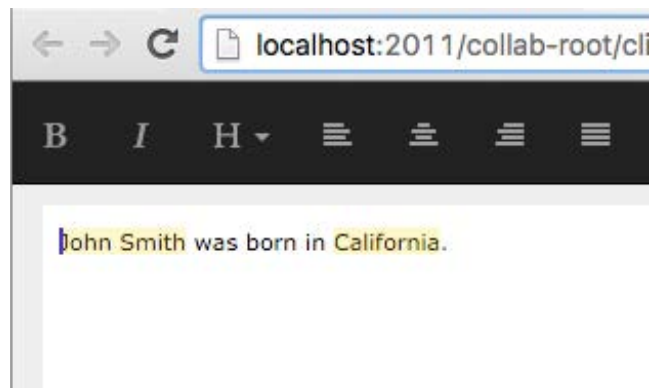 localhost:2011/collab-root/cli
B I H
John Smith was born in California.